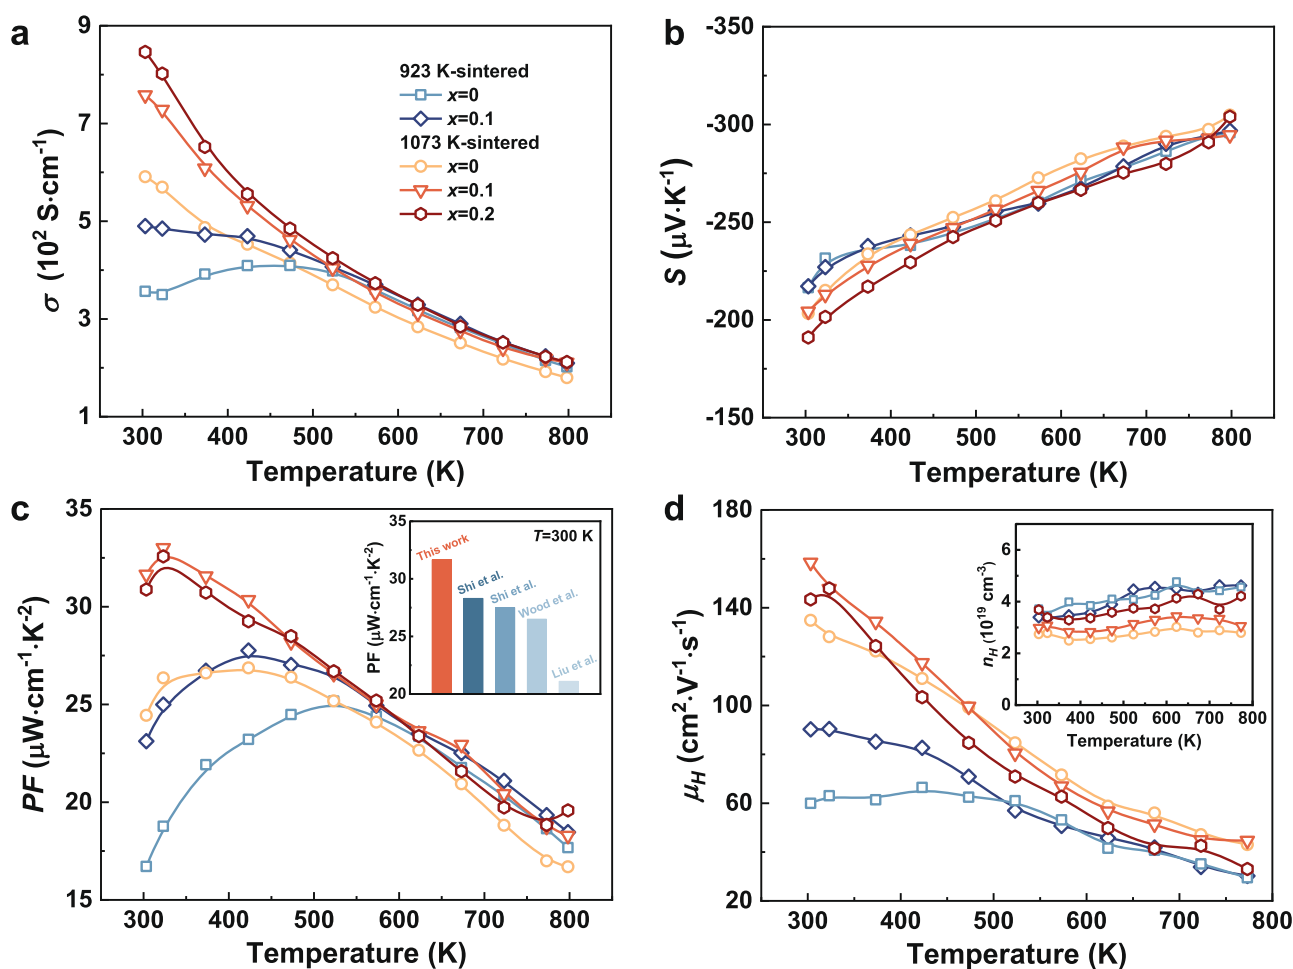 a
9
7
5
3
1
σ (10² S·cm⁻¹)
300 400 500 600 700 800
Temperature (K)
923 K-sintered
x=0
x=0.1
1073 K-sintered
x=0
x=0.1
x=0.2
b
-350
-300
-250
-200
-150
S (μV·K⁻¹)
300 400 500 600 700 800
Temperature (K)
c
35
30
25
20
15
PF (μW·cm⁻¹·K⁻²)
300 400 500 600 700 800
Temperature (K)
35
30
25
20
PF (μW·cm⁻¹·K⁻²)
T=300 K
This work
Shi et al.
Shi et al.
Wood et al.
Liu et al.
d
180
140
100
60
20
μH (cm²·V⁻¹·s⁻¹)
300 400 500 600 700 800
Temperature (K)
6
4
2
0
nH (10¹⁹ cm⁻³)
300 400 500 600 700 800
Temperature (K)